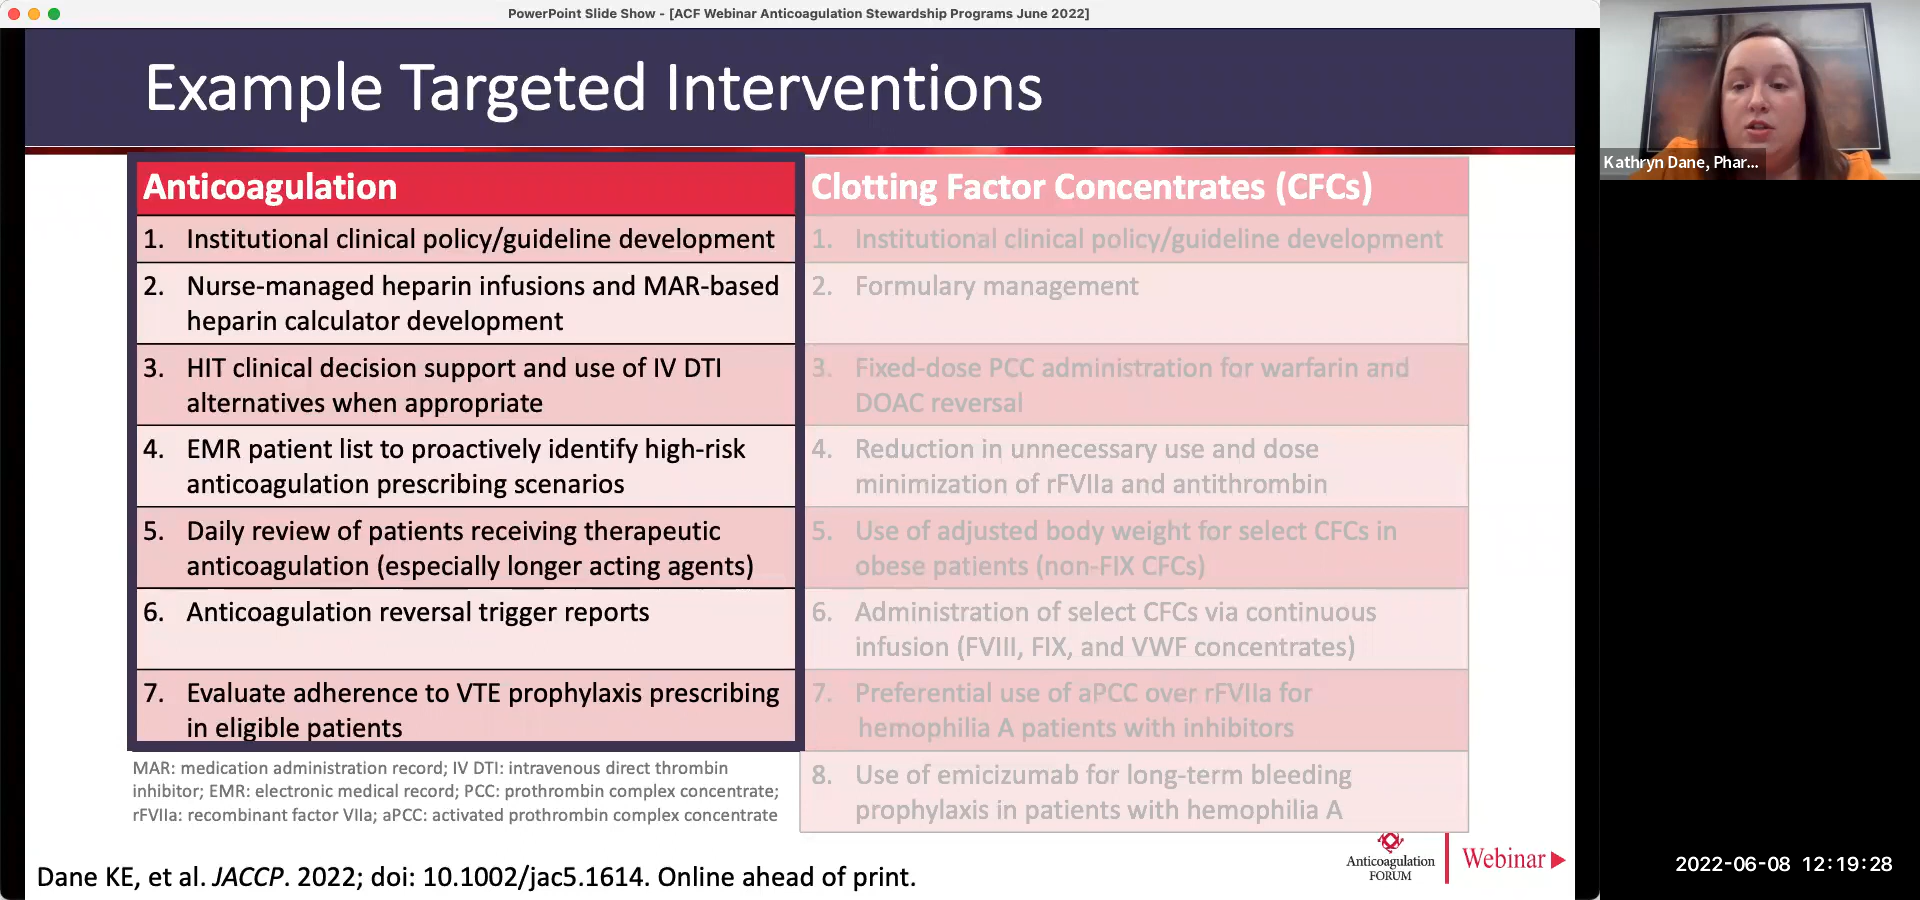 PowerPoint Slide Show - [ACF Webinar Anticoagulation Stewardship Programs June 2022]
Example Targeted Interventions
Anticoagulation
1. Institutional clinical policy/guideline development
2. Nurse-managed heparin infusions and MAR-based
heparin calculator development
3. HIT clinical decision support and use of IV DTI
alternatives when appropriate
4. EMR patient list to proactively identify high-risk
anticoagulation prescribing scenarios
5. Daily review of patients receiving therapeutic
anticoagulation (especially longer acting agents)
6. Anticoagulation reversal trigger reports
7. Evaluate adherence to VTE prophylaxis prescribing
in eligible patients
Clotting Factor Concentrates (CFCs)
1. Institutional clinical policy/guideline development
2. Formulary management
3. Fixed-dose PCC administration for warfarin and
DOAC reversal
4. Reduction in unnecessary use and dose
minimization of rFVIIa and antithrombin
5. Use of adjusted body weight for select CFCs in
obese patients (non-FIX CFCs)
6. Administration of select CFCs via continuous
infusion (FVIII, FIX, and VWF concentrates)
7. Preferential use of aPCC over rFVIIa for
hemophilia A patients with inhibitors
8. Use of emicizumab for long-term bleeding
prophylaxis in patients with hemophilia A
MAR: medication administration record; IV DTI: intravenous direct thrombin
inhibitor; EMR: electronic medical record; PCC: prothrombin complex concentrate;
rFVIIa: recombinant factor VIIa; aPCC: activated prothrombin complex concentrate
Dane KE, et al. JACCP. 2022; doi: 10.1002/jac5.1614. Online ahead of print.
Anticoagulation
FORUM
Webinar
Kathryn Dane, Phar...
2022-06-08 12:19:28